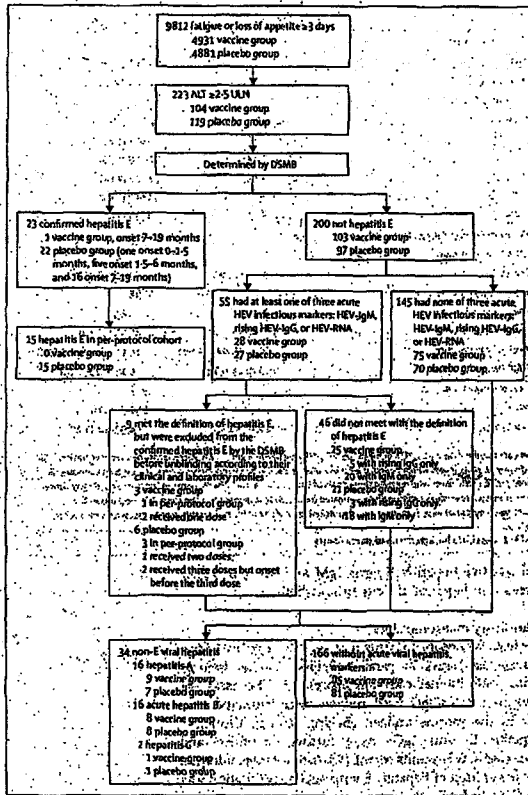 9812 fatigue or loss of appetite ≥3 days
4931 vaccine group
4881 placebo group
223 ALT ≥2·5 ULN
104 vaccine group
119 placebo group
Determined by DSMB
23 confirmed hepatitis E
1 vaccine group, onset 7–19 months
22 placebo group (one onset 0–1·5
months, five onset 1·5–6 months,
and 16 onset 7–19 months)
200 not hepatitis E
103 vaccine group
97 placebo group
15 hepatitis E in per-protocol cohort
0 vaccine group
15 placebo group
55 had at least one of three acute
HEV infectious markers: HEV-IgM,
rising HEV-IgG, or HEV-RNA
28 vaccine group
27 placebo group
145 had none of three acute
HEV infectious markers:
HEV-IgM, rising HEV-IgG,
or HEV-RNA
75 vaccine group
70 placebo group
9 met the definition of hepatitis E,
but were excluded from the
confirmed hepatitis E by the DSMB
before unblinding according to their
clinical and laboratory profiles
3 vaccine group
1 in per-protocol group
2 received one dose
6 placebo group
3 in per-protocol group
1 received two doses
2 received three doses but onset
before the third dose
46 did not meet with the definition
of hepatitis E
25 vaccine group
5 with rising IgG only
20 with IgM only
21 placebo group
3 with rising IgG only
18 with IgM only
34 non-E viral hepatitis
16 hepatitis A
9 vaccine group
7 placebo group
16 acute hepatitis B
8 vaccine group
8 placebo group
2 hepatitis C
1 vaccine group
1 placebo group
166 without acute viral hepatitis
markers
85 vaccine group
81 placebo group